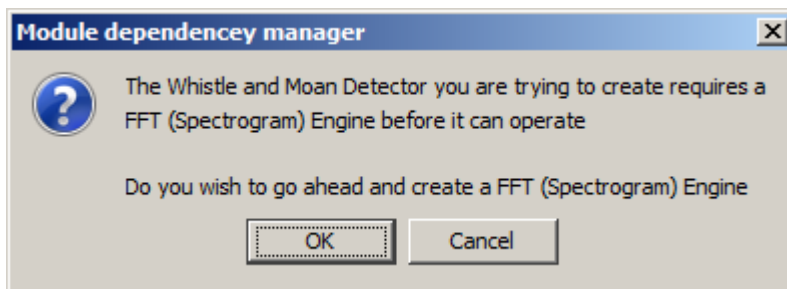 Module dependencey manager
The Whistle and Moan Detector you are trying to create requires a
FFT (Spectrogram) Engine before it can operate
Do you wish to go ahead and create a FFT (Spectrogram) Engine
OK Cancel